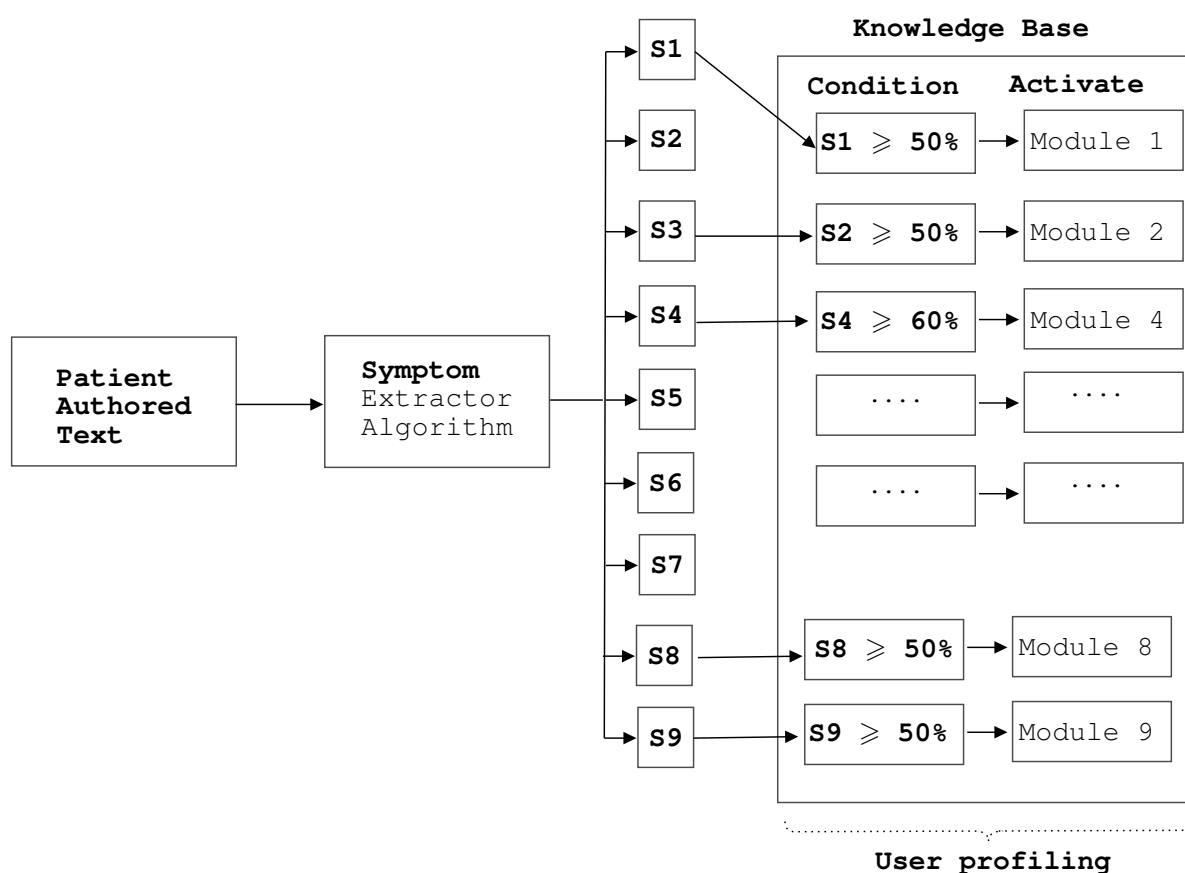 Knowledge Base
Condition Activate
Patient
Authored
Text
Symptom
Extractor
Algorithm
S1
S2
S3
S4
S5
S6
S7
S8
S9
S1 ⩾ 50% Module 1
S2 ⩾ 50% Module 2
S4 ⩾ 60% Module 4
.... ....
.... ....
S8 ⩾ 50% Module 8
S9 ⩾ 50% Module 9
User profiling